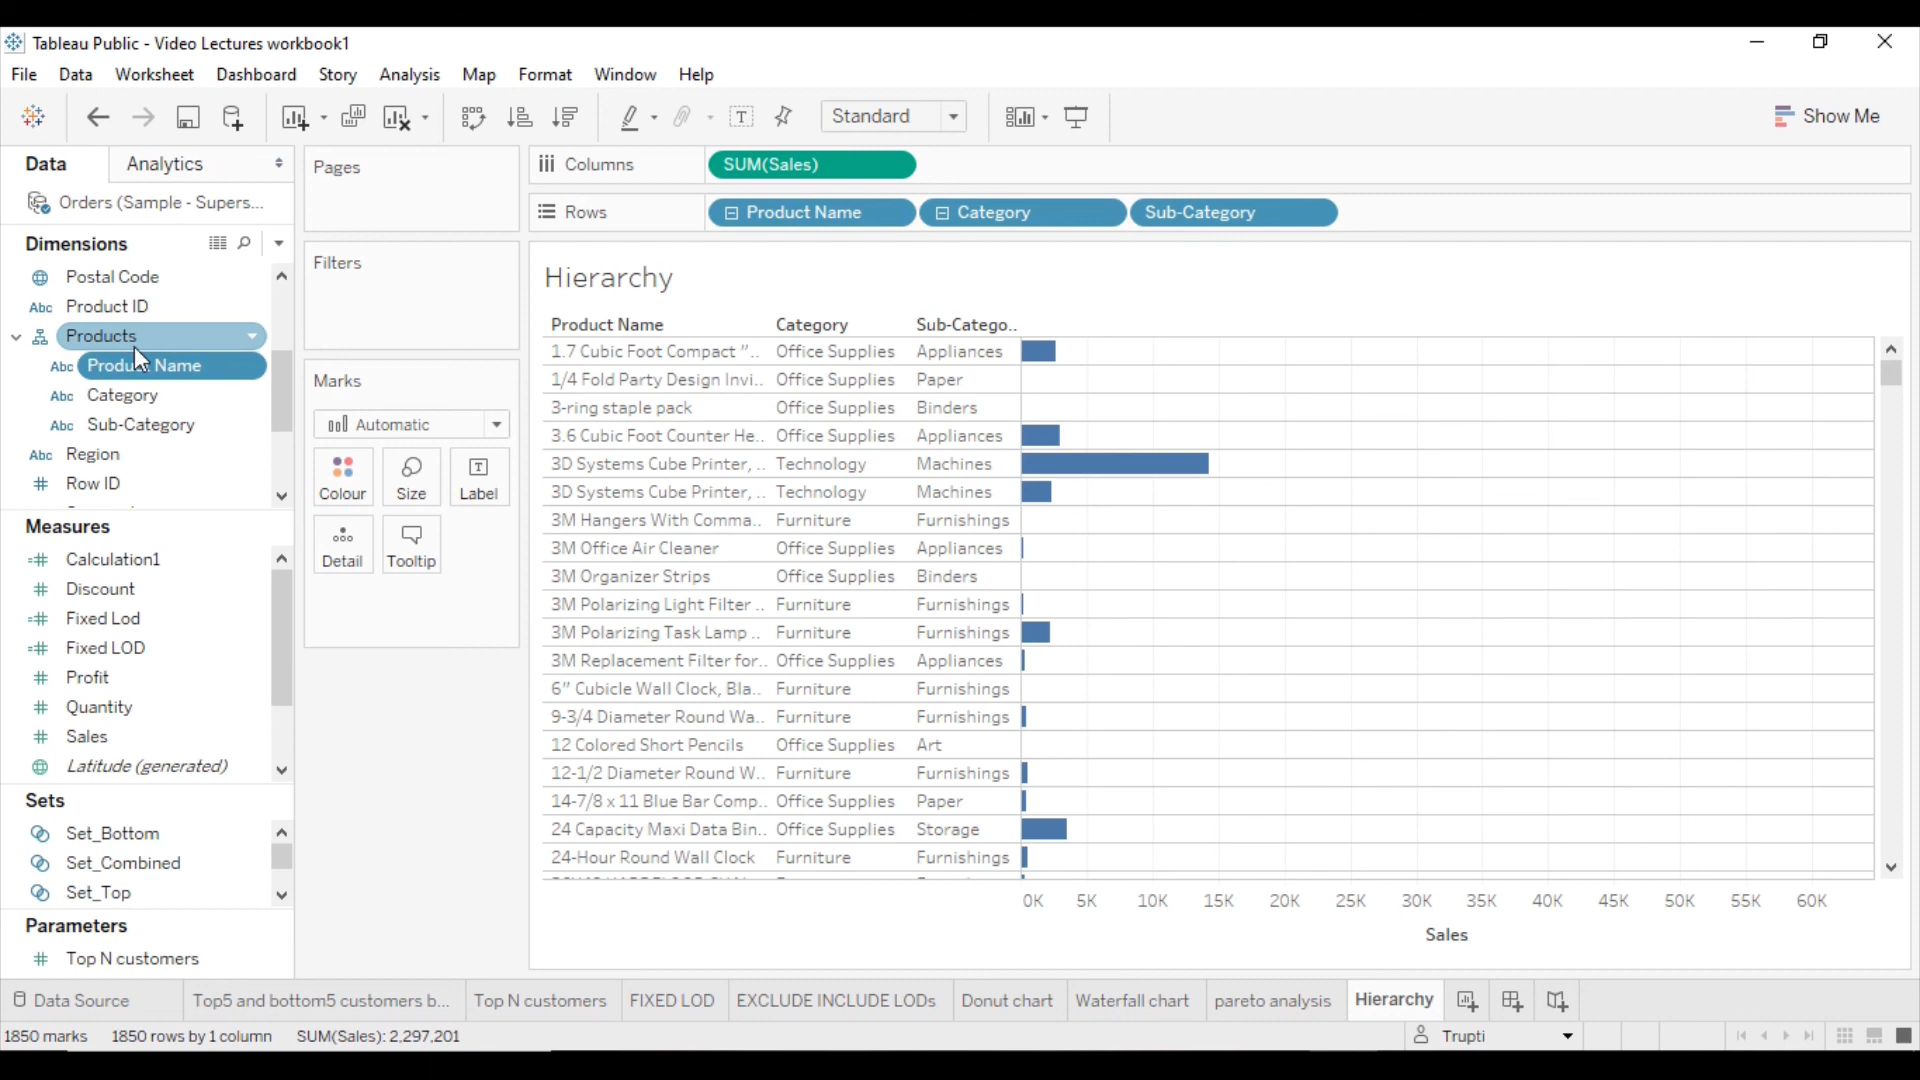 Tableau Public - Video Lectures workbook1
File Data Worksheet Dashboard Story Analysis Map Format Window Help
Standard
Show Me
Data Analytics
Orders (Sample - Supers...
Dimensions
Postal Code
Abc Product ID
Products
Abc Product Name
Abc Category
Abc Sub-Category
Abc Region
# Row ID
Measures
=# Calculation1
# Discount
=# Fixed Lod
=# Fixed LOD
# Profit
# Quantity
# Sales
Latitude (generated)
Sets
Set_Bottom
Set_Combined
Set_Top
Parameters
# Top N customers
Pages
Filters
Marks
Automatic
Colour Size Label
Detail Tooltip
Columns SUM(Sales)
Rows Product Name Category Sub-Category
Hierarchy
Product Name Category Sub-Catego..
1.7 Cubic Foot Compact ".. Office Supplies Appliances
1/4 Fold Party Design Invi.. Office Supplies Paper
3-ring staple pack Office Supplies Binders
3.6 Cubic Foot Counter He.. Office Supplies Appliances
3D Systems Cube Printer, .. Technology Machines
3D Systems Cube Printer, .. Technology Machines
3M Hangers With Comma.. Furniture Furnishings
3M Office Air Cleaner Office Supplies Appliances
3M Organizer Strips Office Supplies Binders
3M Polarizing Light Filter .. Furniture Furnishings
3M Polarizing Task Lamp .. Furniture Furnishings
3M Replacement Filter for.. Office Supplies Appliances
6" Cubicle Wall Clock, Bla.. Furniture Furnishings
9-3/4 Diameter Round Wa.. Furniture Furnishings
12 Colored Short Pencils Office Supplies Art
12-1/2 Diameter Round W.. Furniture Furnishings
14-7/8 x 11 Blue Bar Comp.. Office Supplies Paper
24 Capacity Maxi Data Bin.. Office Supplies Storage
24-Hour Round Wall Clock Furniture Furnishings
0K 5K 10K 15K 20K 25K 30K 35K 40K 45K 50K 55K 60K
Sales
Data Source Top5 and bottom5 customers b... Top N customers FIXED LOD EXCLUDE INCLUDE LODs Donut chart Waterfall chart pareto analysis Hierarchy
1850 marks 1850 rows by 1 column SUM(Sales): 2,297,201 Trupti